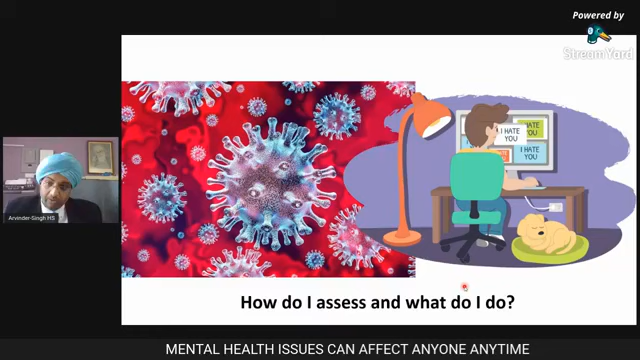 Powered by
StreamYard
HATE
YOU
I HATE
YOU
I HATE
YOU
Arvinder-Singh HS
How do I assess and what do I do?
MENTAL HEALTH ISSUES CAN AFFECT ANYONE ANYTIME